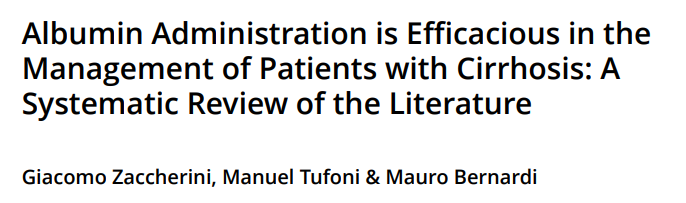 Albumin Administration is Efficacious in the
Management of Patients with Cirrhosis: A
Systematic Review of the Literature
Giacomo Zaccherini, Manuel Tufoni & Mauro Bernardi